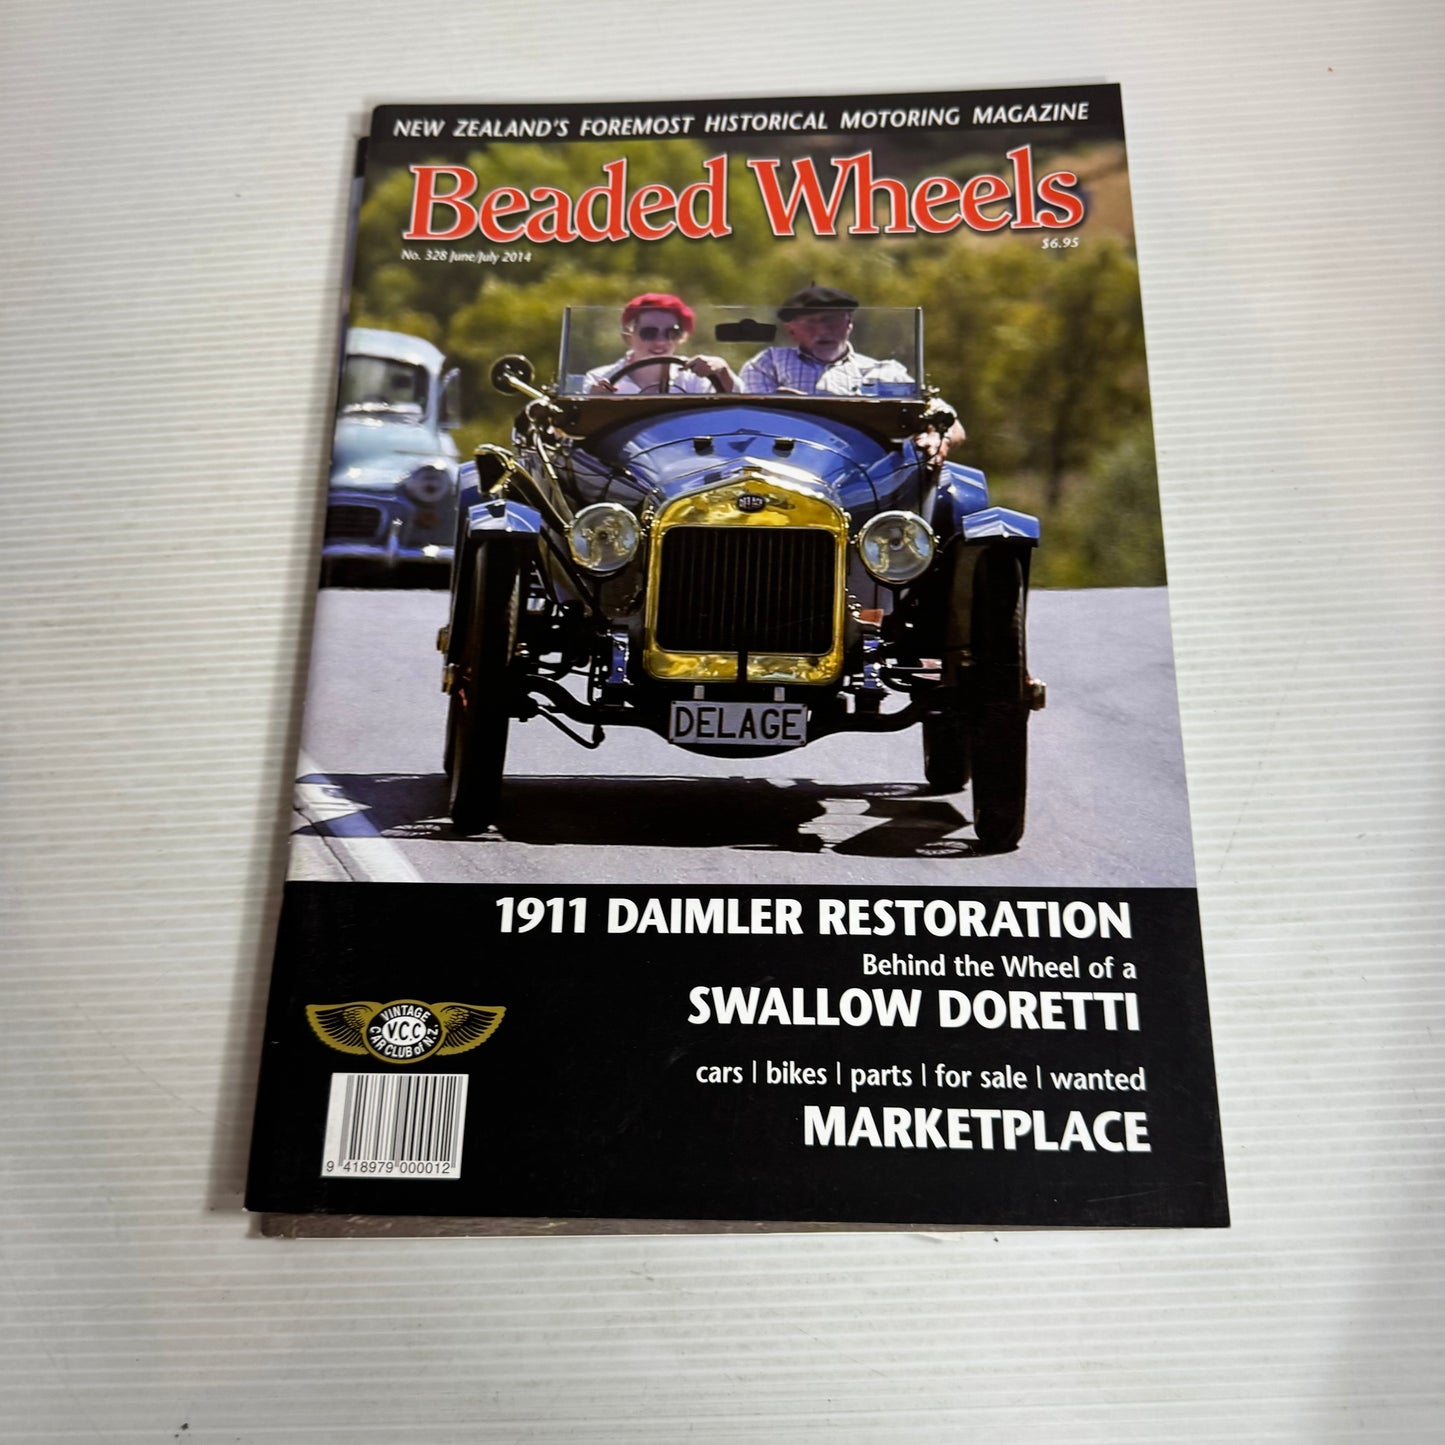 NEW ZEALAND'S FOREMOST HISTORICAL MOTORING MAGAZINE
Beaded Wheels
No. 328 June/July 2014
$6.95
DELAGE
1911 DAIMLER RESTORATION
Behind the Wheel of a
SWALLOW DORETTI
VINTAGE
V.C.C
CAR CLUB of N.Z.
cars | bikes | parts | for sale | wanted
MARKETPLACE
9 418979 000012